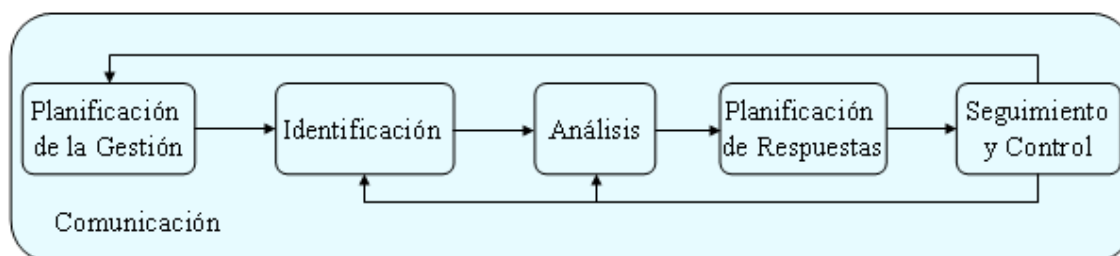 Planificación
de la Gestión
Identificación
Análisis
Planificación
de Respuestas
Seguimiento
y Control
Comunicación